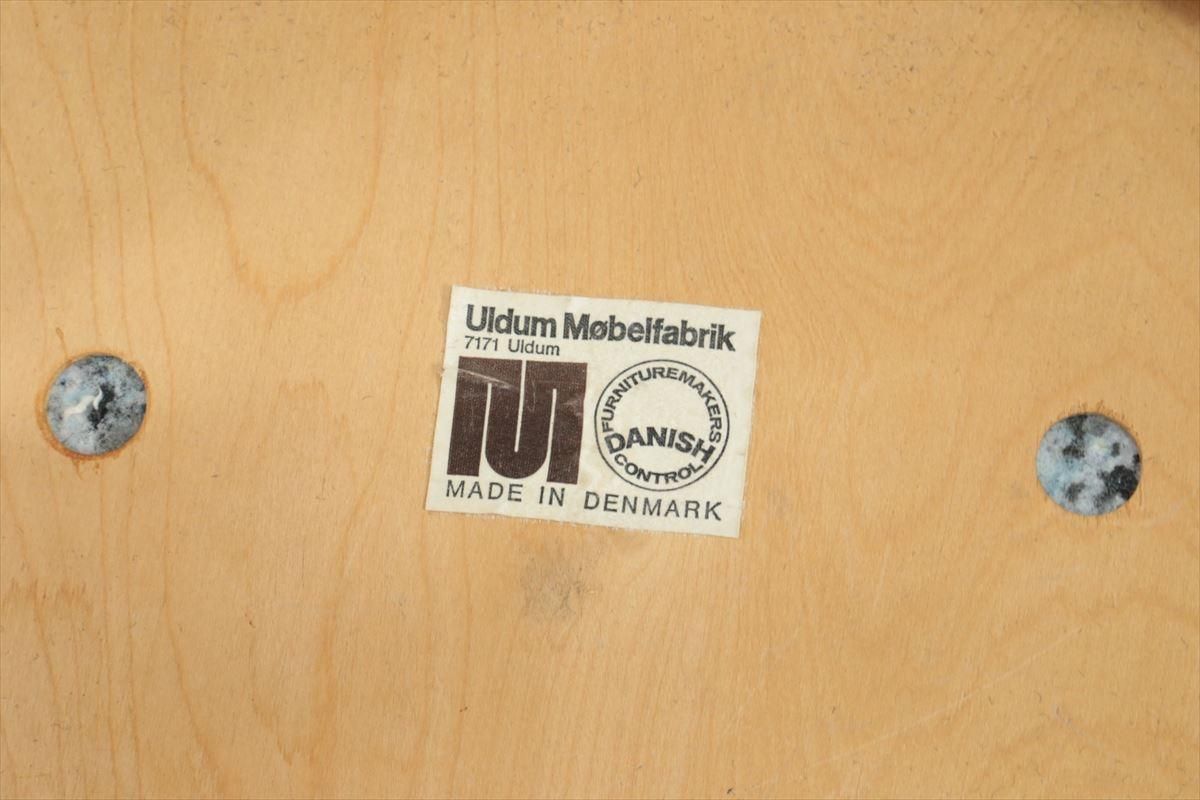 Uldum Møbelfabrik
7171 Uldum
FURNITUREMAKERS
DANISH
CONTROL
MADE IN DENMARK